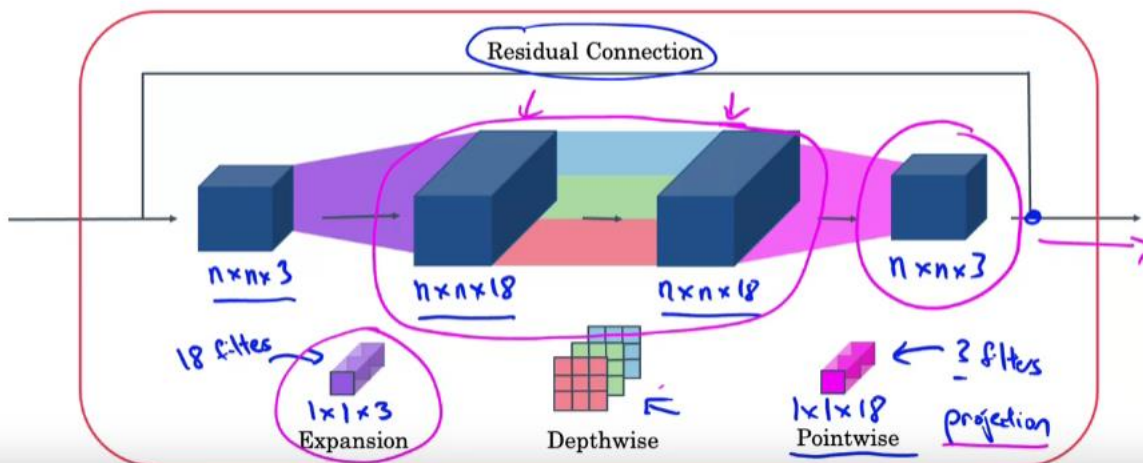 Residual Connection
n×n×3
n×n×18
n×n×18
n×n×3
18 filtes
1×1×3
Expansion
Depthwise
3 filters
1×1×18
Pointwise
projection